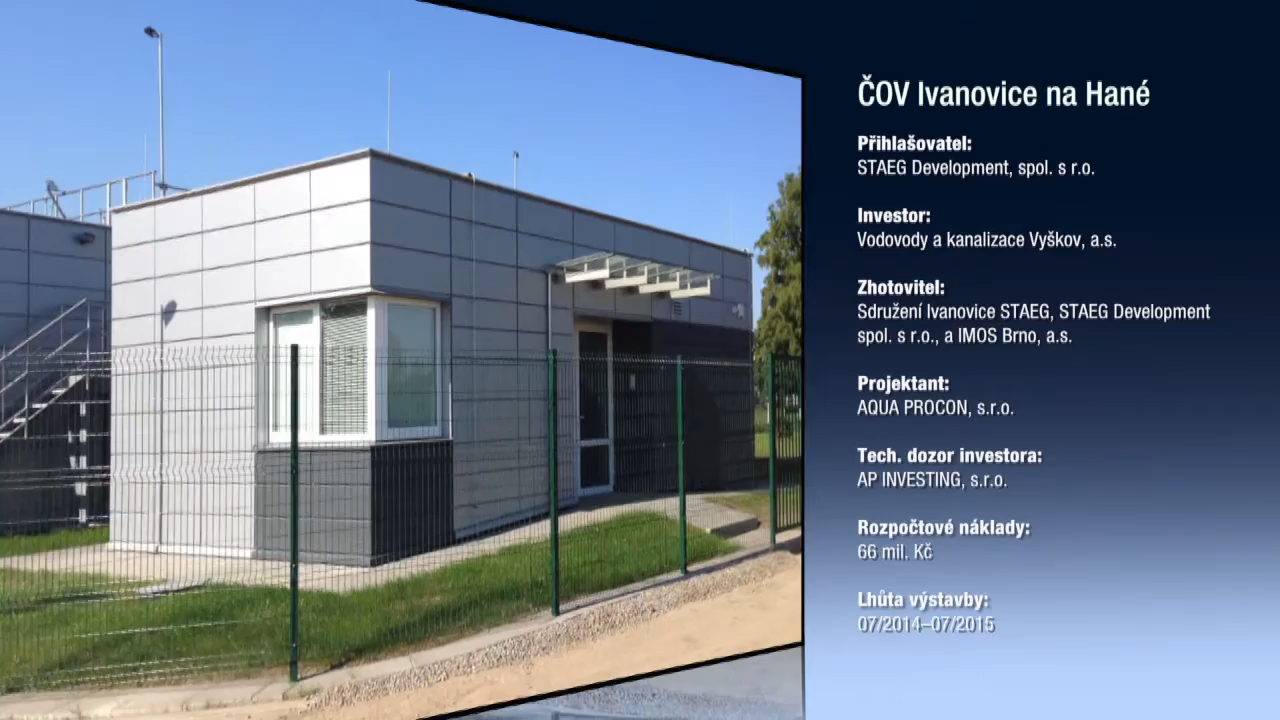 ČOV Ivanovice na Hané
Přihlašovatel:
STAEG Development, spol. s r.o.
Investor:
Vodovody a kanalizace Vyškov, a.s.
Zhotovitel:
Sdružení Ivanovice STAEG, STAEG Development
spol. s r.o., a IMOS Brno, a.s.
Projektant:
AQUA PROCON, s.r.o.
Tech. dozor investora:
AP INVESTING, s.r.o.
Rozpočtové náklady:
66 mil. Kč
Lhůta výstavby:
07/2014–07/2015